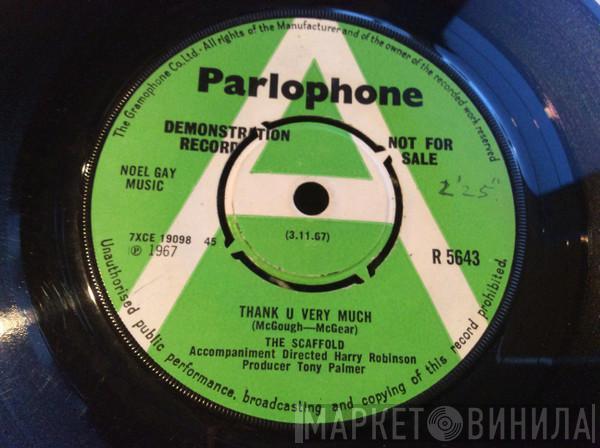 The Gramophone Co. Ltd. · All rights of the Manufacturer and of the owner of the recorded work reserved
Parlophone
DEMONSTRATION
RECORD
NOT FOR
SALE
NOEL GAY
MUSIC
2'25"
7XCE 19098 45
℗ 1967
(3.11.67)
R 5643
THANK U VERY MUCH
(McGough—McGear)
THE SCAFFOLD
Accompaniment Directed Harry Robinson
Producer Tony Palmer
Unauthorised public performance, broadcasting and copying of this record prohibited.
A
МАРКЕТ ВИНИЛА